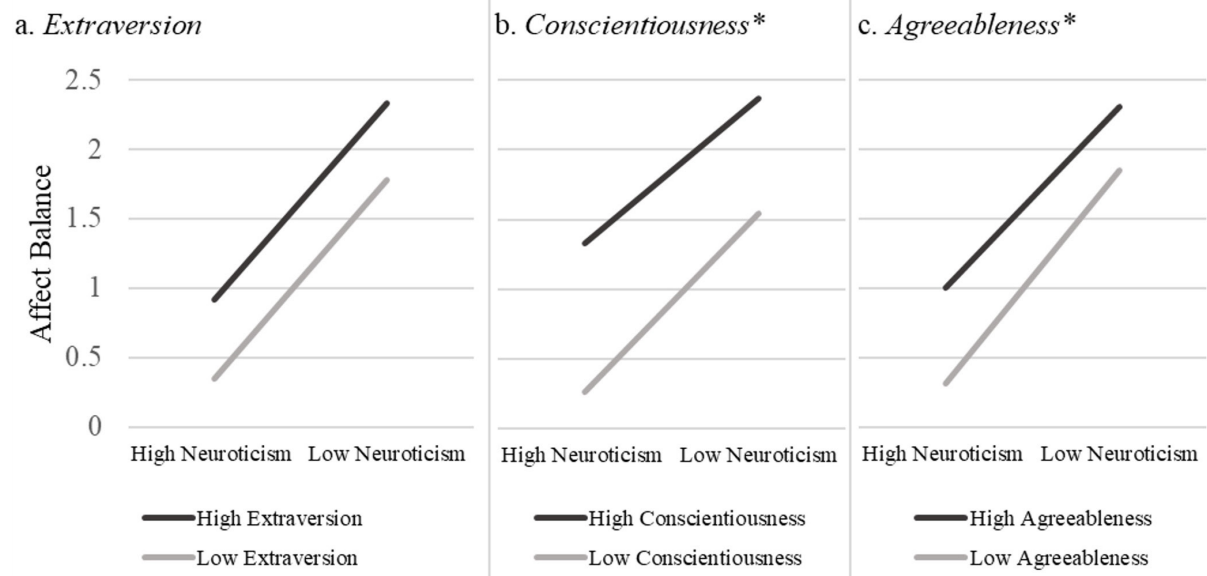 a. Extraversion
b. Conscientiousness*
c. Agreeableness*
Affect Balance
2.5
2
1.5
1
0.5
0
High Neuroticism Low Neuroticism
High Neuroticism Low Neuroticism
High Neuroticism Low Neuroticism
High Extraversion
Low Extraversion
High Conscientiousness
Low Conscientiousness
High Agreeableness
Low Agreeableness